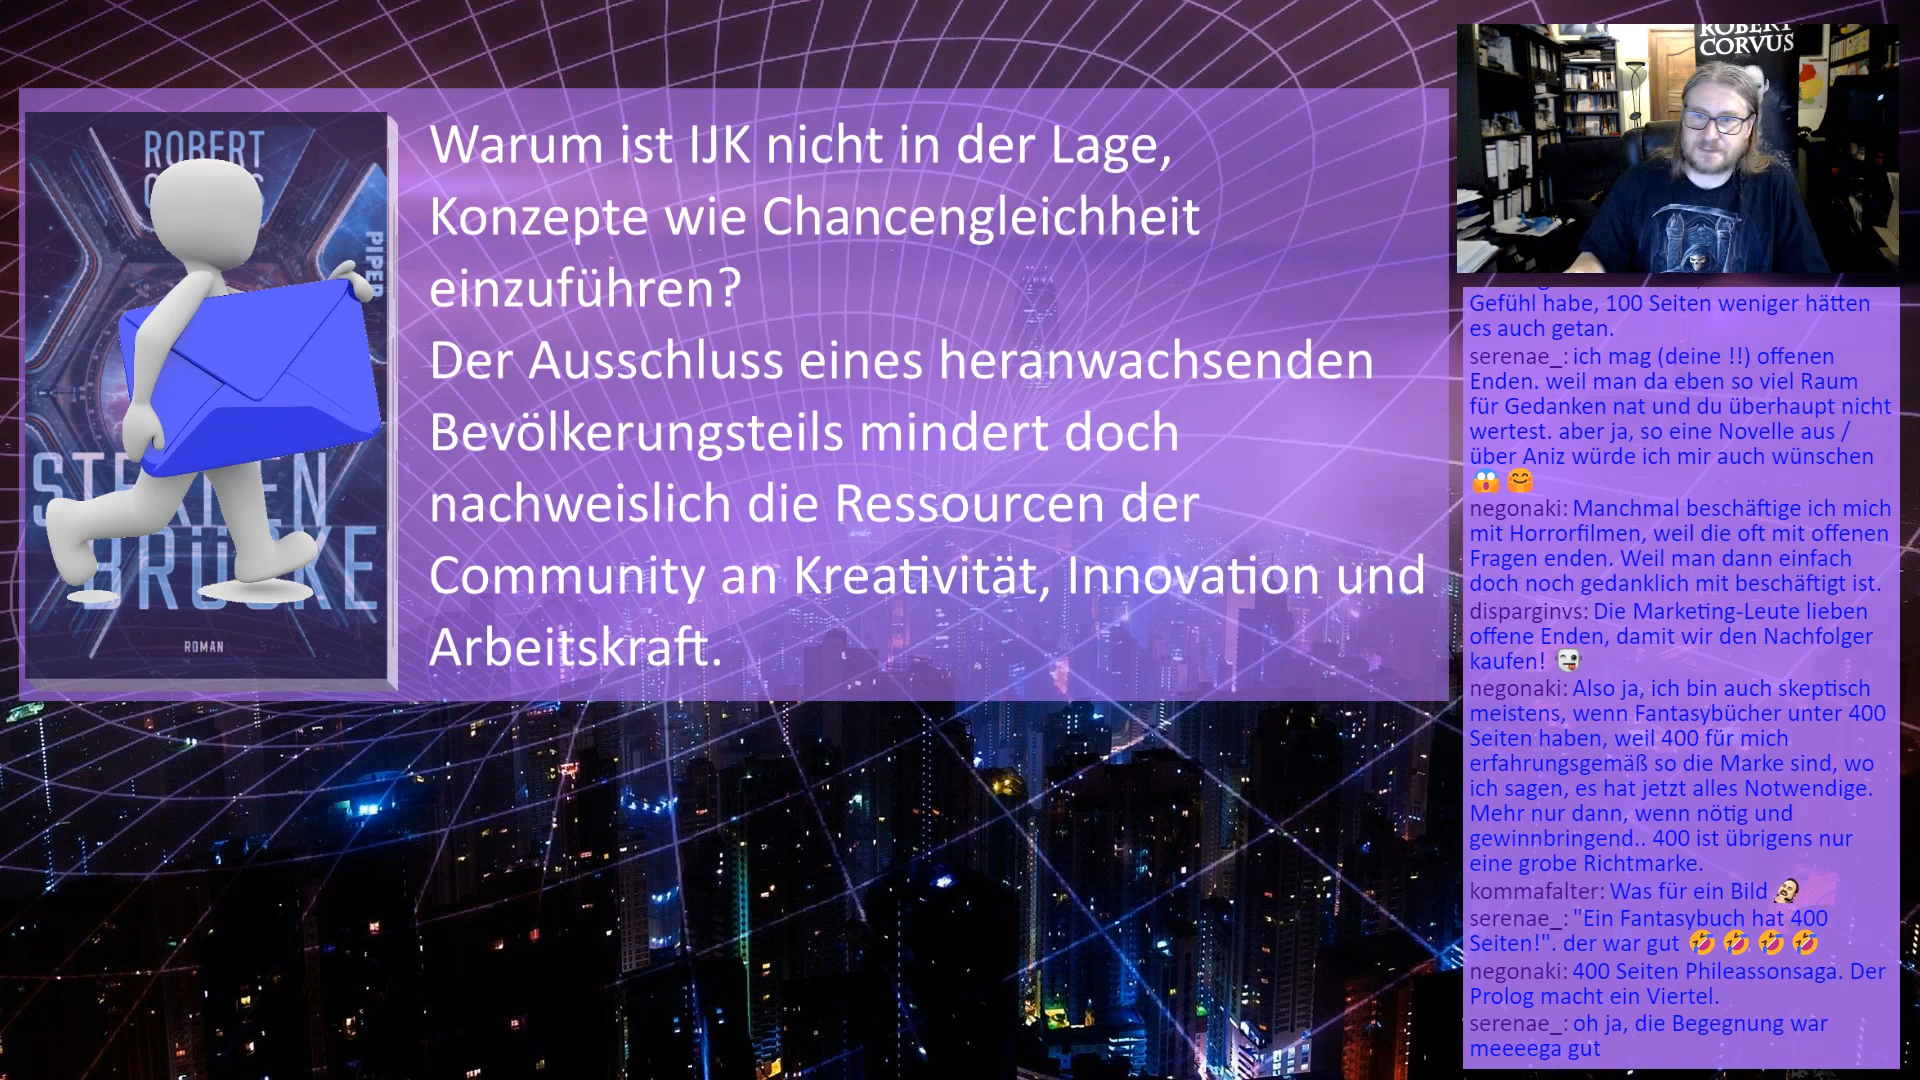 ROBERT
PIPER
BRÜCKE
ROMAN
Warum ist IJK nicht in der Lage,
Konzepte wie Chancengleichheit
einzuführen?
Der Ausschluss eines heranwachsenden
Bevölkerungsteils mindert doch
nachweislich die Ressourcen der
Community an Kreativität, Innovation und
Arbeitskraft.
ROBERT
CORVUS
Gefühl habe, 100 Seiten weniger hätten
es auch getan.
serenae_: ich mag (deine !!) offenen
Enden. weil man da eben so viel Raum
für Gedanken nat und du überhaupt nicht
wertest. aber ja, so eine Novelle aus /
über Aniz würde ich mir auch wünschen
😱 🤗
negonaki: Manchmal beschäftige ich mich
mit Horrorfilmen, weil die oft mit offenen
Fragen enden. Weil man dann einfach
doch noch gedanklich mit beschäftigt ist.
disparginvs: Die Marketing-Leute lieben
offene Enden, damit wir den Nachfolger
kaufen!
negonaki: Also ja, ich bin auch skeptisch
meistens, wenn Fantasybücher unter 400
Seiten haben, weil 400 für mich
erfahrungsgemäß so die Marke sind, wo
ich sagen, es hat jetzt alles Notwendige.
Mehr nur dann, wenn nötig und
gewinnbringend.. 400 ist übrigens nur
eine grobe Richtmarke.
kommafalter: Was für ein Bild
serenae_: "Ein Fantasybuch hat 400
Seiten!". der war gut 🤣 🤣 🤣 🤣
negonaki: 400 Seiten Phileassonsaga. Der
Prolog macht ein Viertel.
serenae_: oh ja, die Begegnung war
meeeega gut